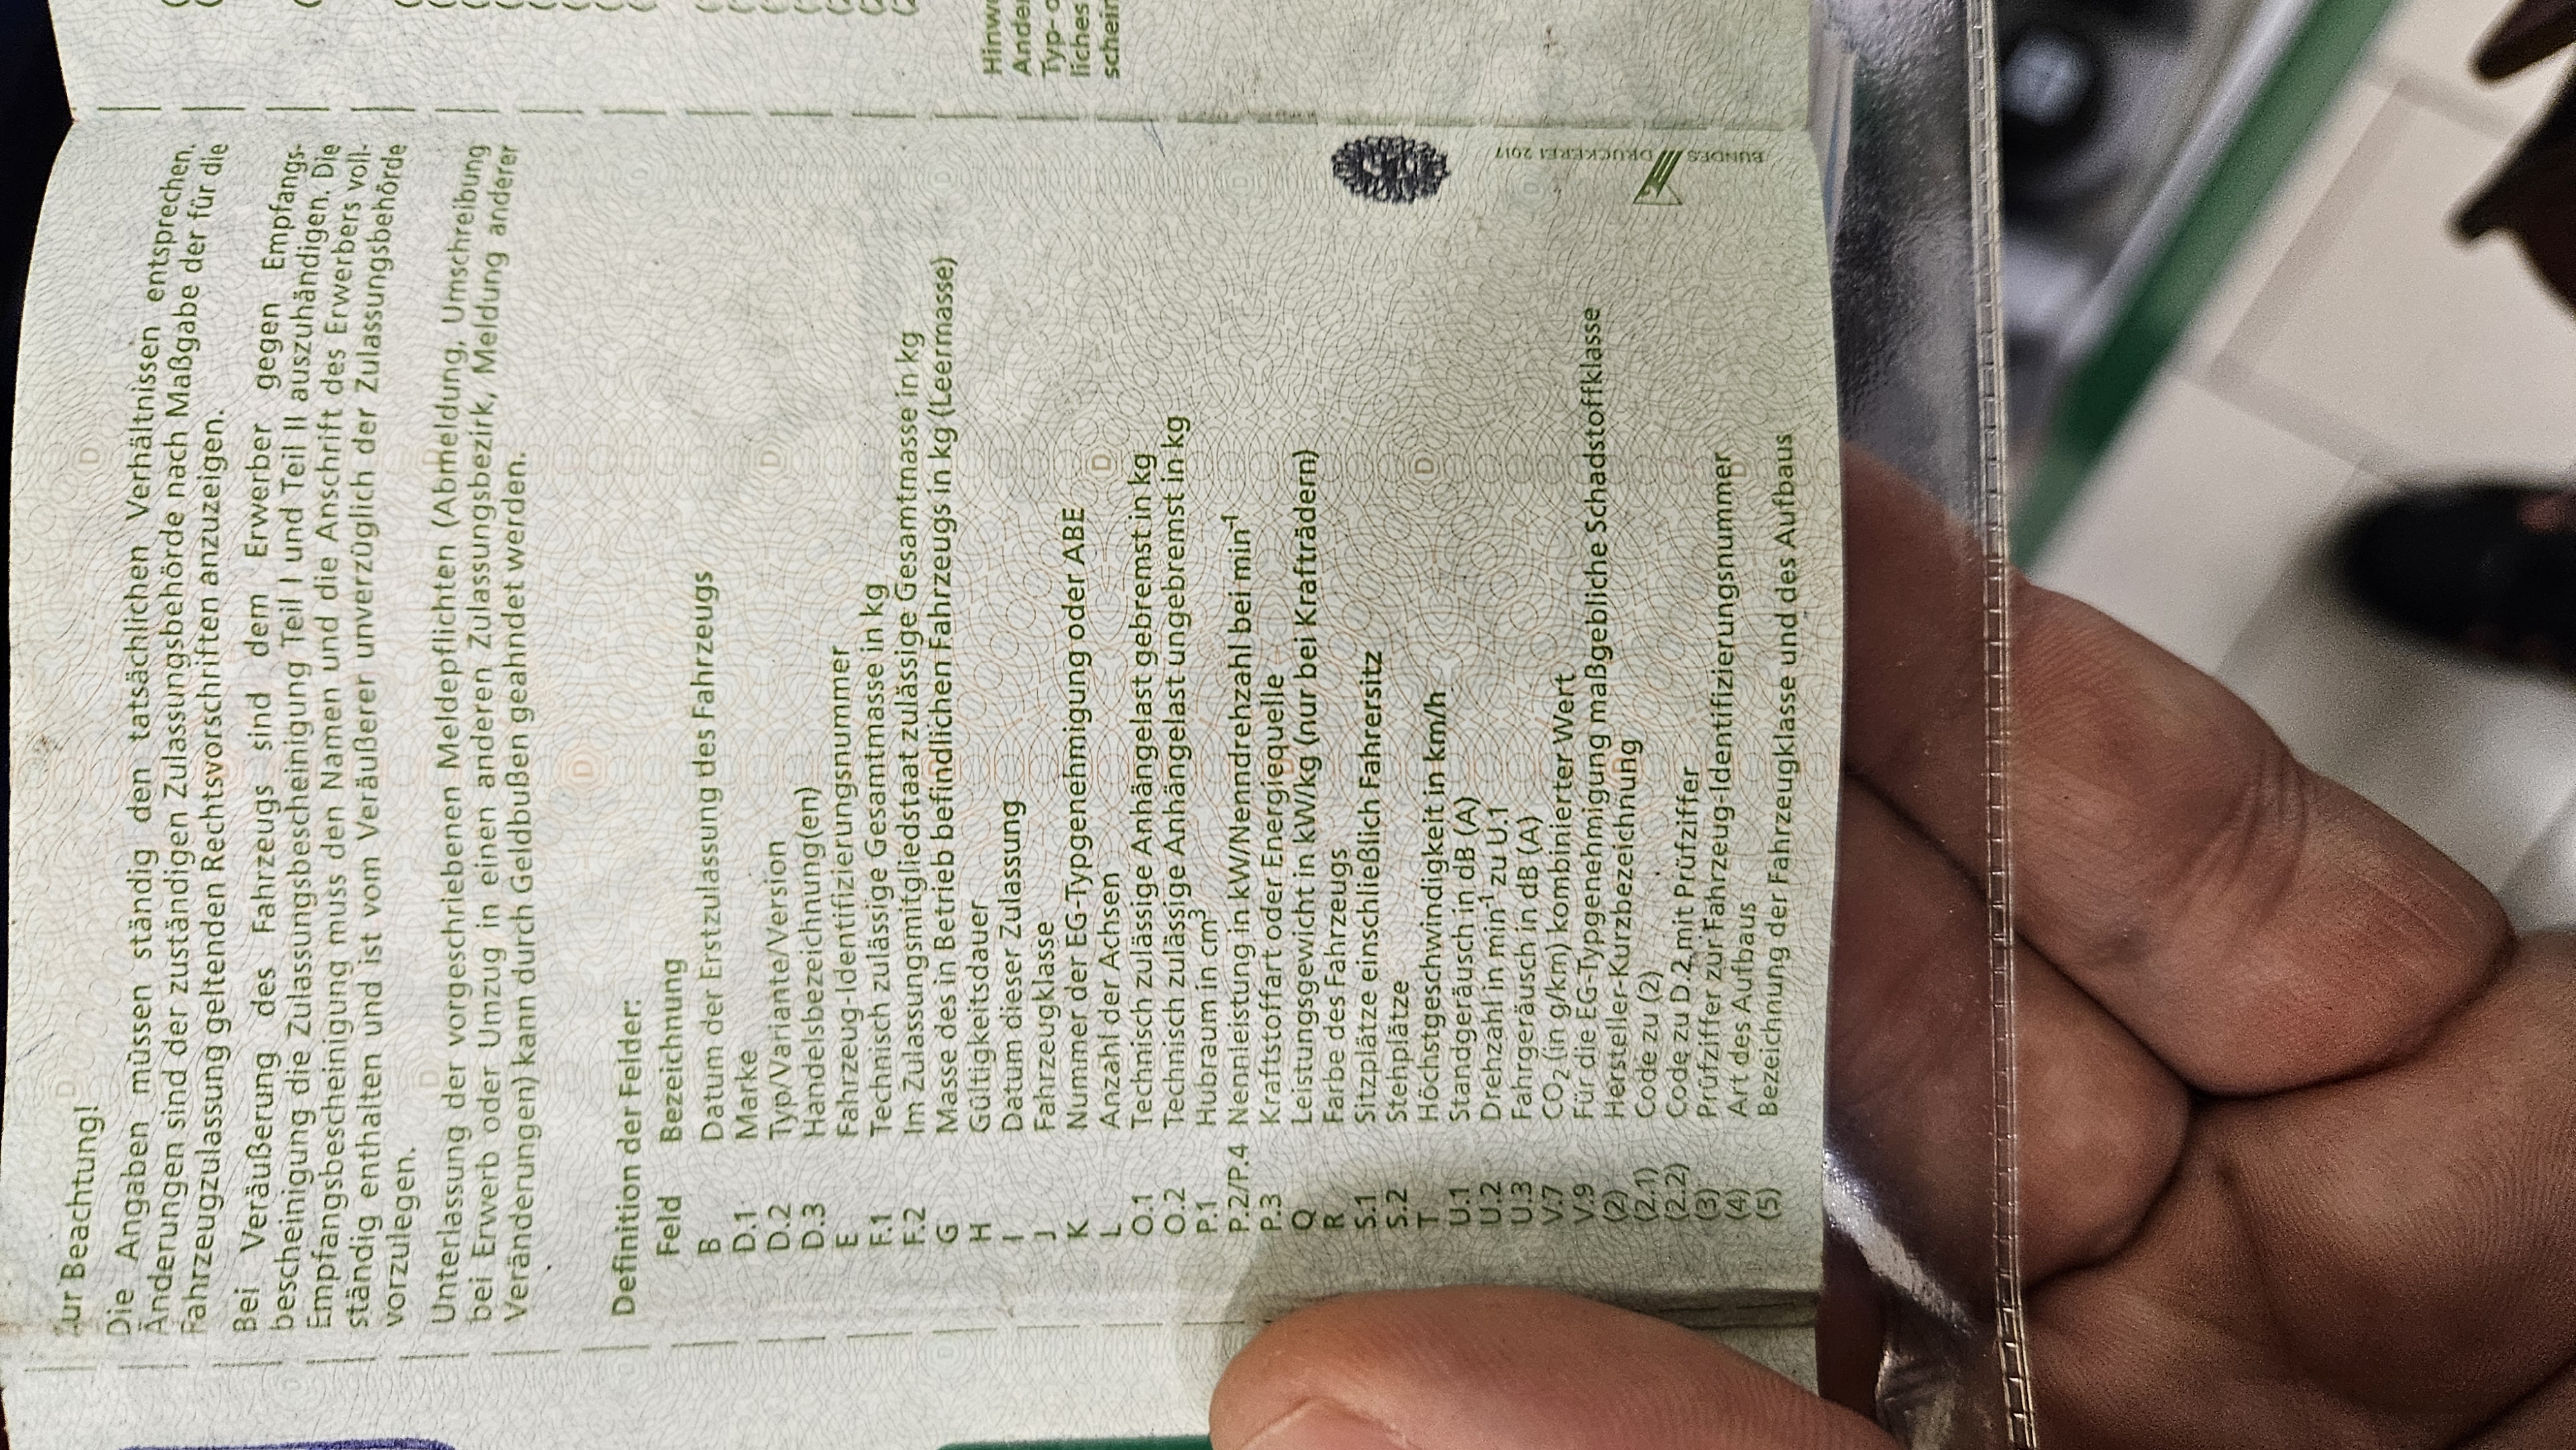 Zur Beachtung!
Die Angaben müssen ständig den tatsächlichen Verhältnissen entsprechen.
Änderungen sind der zuständigen Zulassungsbehörde nach Maßgabe der für die
Fahrzeugzulassung geltenden Rechtsvorschriften anzuzeigen.
Bei Veräußerung des Fahrzeugs sind dem Erwerber gegen Empfangs-
bescheinigung die Zulassungsbescheinigung Teil I und Teil II auszuhändigen. Die
Empfangsbescheinigung muss den Namen und die Anschrift des Erwerbers voll-
ständig enthalten und ist vom Veräußerer unverzüglich der Zulassungsbehörde
vorzulegen.
Unterlassung der vorgeschriebenen Meldepflichten (Abmeldung, Umschreibung
bei Erwerb oder Umzug in einen anderen Zulassungsbezirk, Meldung anderer
Veränderungen) kann durch Geldbußen geahndet werden.
Definition der Felder:
Feld Bezeichnung
B Datum der Erstzulassung des Fahrzeugs
D.1 Marke
D.2 Typ/Variante/Version
D.3 Handelsbezeichnung(en)
E Fahrzeug-Identifizierungsnummer
F.1 Technisch zulässige Gesamtmasse in kg
F.2 Im Zulassungsmitgliedstaat zulässige Gesamtmasse in kg
G Masse des in Betrieb befindlichen Fahrzeugs in kg (Leermasse)
H Gültigkeitsdauer
I Datum dieser Zulassung
J Fahrzeugklasse
K Nummer der EG-Typgenehmigung oder ABE
L Anzahl der Achsen
O.1 Technisch zulässige Anhängelast gebremst in kg
O.2 Technisch zulässige Anhängelast ungebremst in kg
P.1 Hubraum in cm³
P.2/P.4 Nennleistung in kW/Nenndrehzahl bei min⁻¹
P.3 Kraftstoffart oder Energiequelle
Q Leistungsgewicht in kW/kg (nur bei Krafträdern)
R Farbe des Fahrzeugs
S.1 Sitzplätze einschließlich Fahrersitz
S.2 Stehplätze
T Höchstgeschwindigkeit in km/h
U.1 Standgeräusch in dB (A)
U.2 Drehzahl in min⁻¹ zu U.1
U.3 Fahrgeräusch in dB (A)
V.7 CO₂ (in g/km) kombinierter Wert
V.9 Für die EG-Typgenehmigung maßgebliche Schadstoffklasse
(2) Hersteller-Kurzbezeichnung
(2.1) Code zu (2)
(2.2) Code zu D.2 mit Prüfziffer
(3) Prüfziffer zur Fahrzeug-Identifizierungsnummer
(4) Art des Aufbaus
(5) Bezeichnung der Fahrzeugklasse und des Aufbaus
BUNDES DRUCKEREI 2017